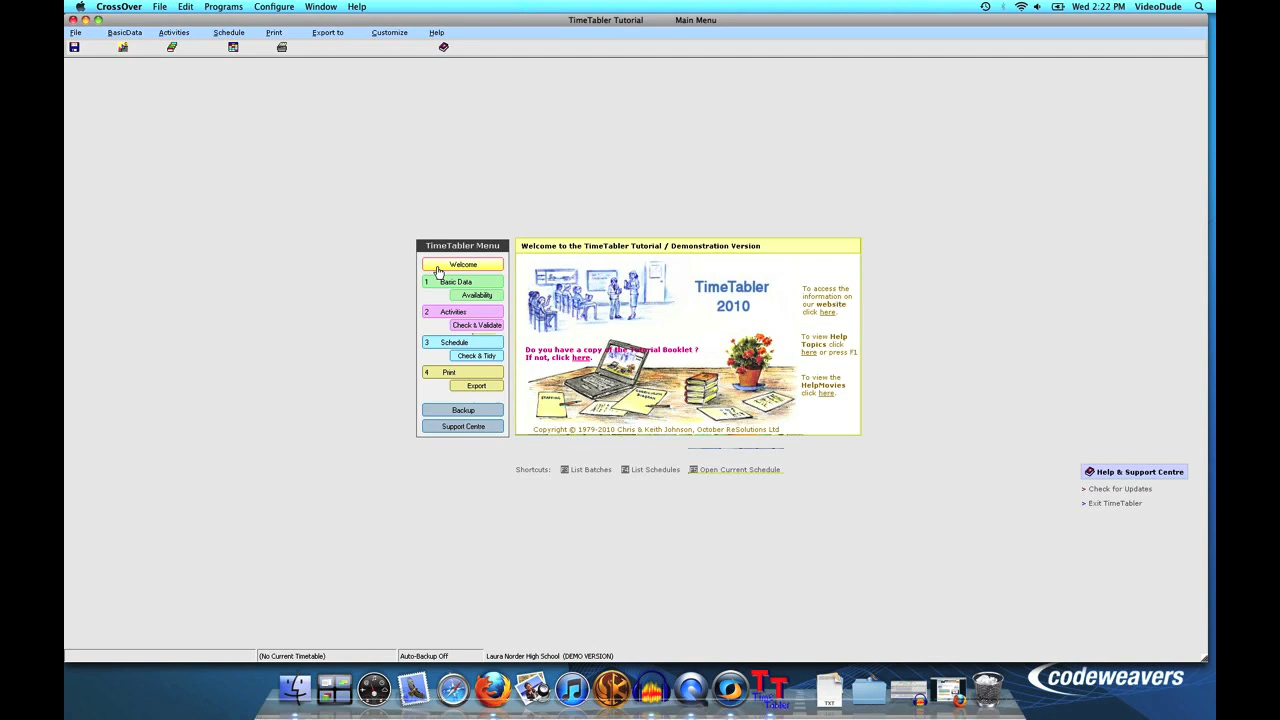 CrossOver File Edit Programs Configure Window Help Wed 2:22 PM VideoDude
TimeTabler Tutorial Main Menu
File BasicData Activities Schedule Print Export to Customize Help
TimeTabler Menu
Welcome
1 Basic Data
Availability
2 Activities
Check & Validate
3 Schedule
Check & Tidy
4 Print
Export
Backup
Support Centre
Welcome to the TimeTabler Tutorial / Demonstration Version
TimeTabler
2010
Do you have a copy of the Tutorial Booklet ?
If not, click here.
To access the
information on
our website
click here.
To view Help
Topics click
here or press F1
To view the
HelpMovies
click here.
Copyright © 1979-2010 Chris & Keith Johnson, October ReSolutions Ltd
Shortcuts: List Batches List Schedules Open Current Schedule
Help & Support Centre
> Check for Updates
> Exit TimeTabler
(No Current Timetable) Auto-Backup Off Laura Norder High School (DEMO VERSION)
TT
Time
Tabler
TXT
codeweavers